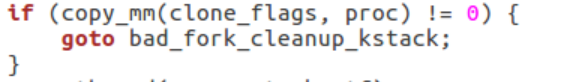 if (copy_mm(clone_flags, proc) != 0) {
    goto bad_fork_cleanup_kstack;
}